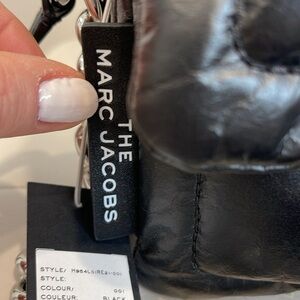 THE
MARC JACOBS
STYLE/
STYLE:
COLOUR/ 001
COULEUR: BLACK